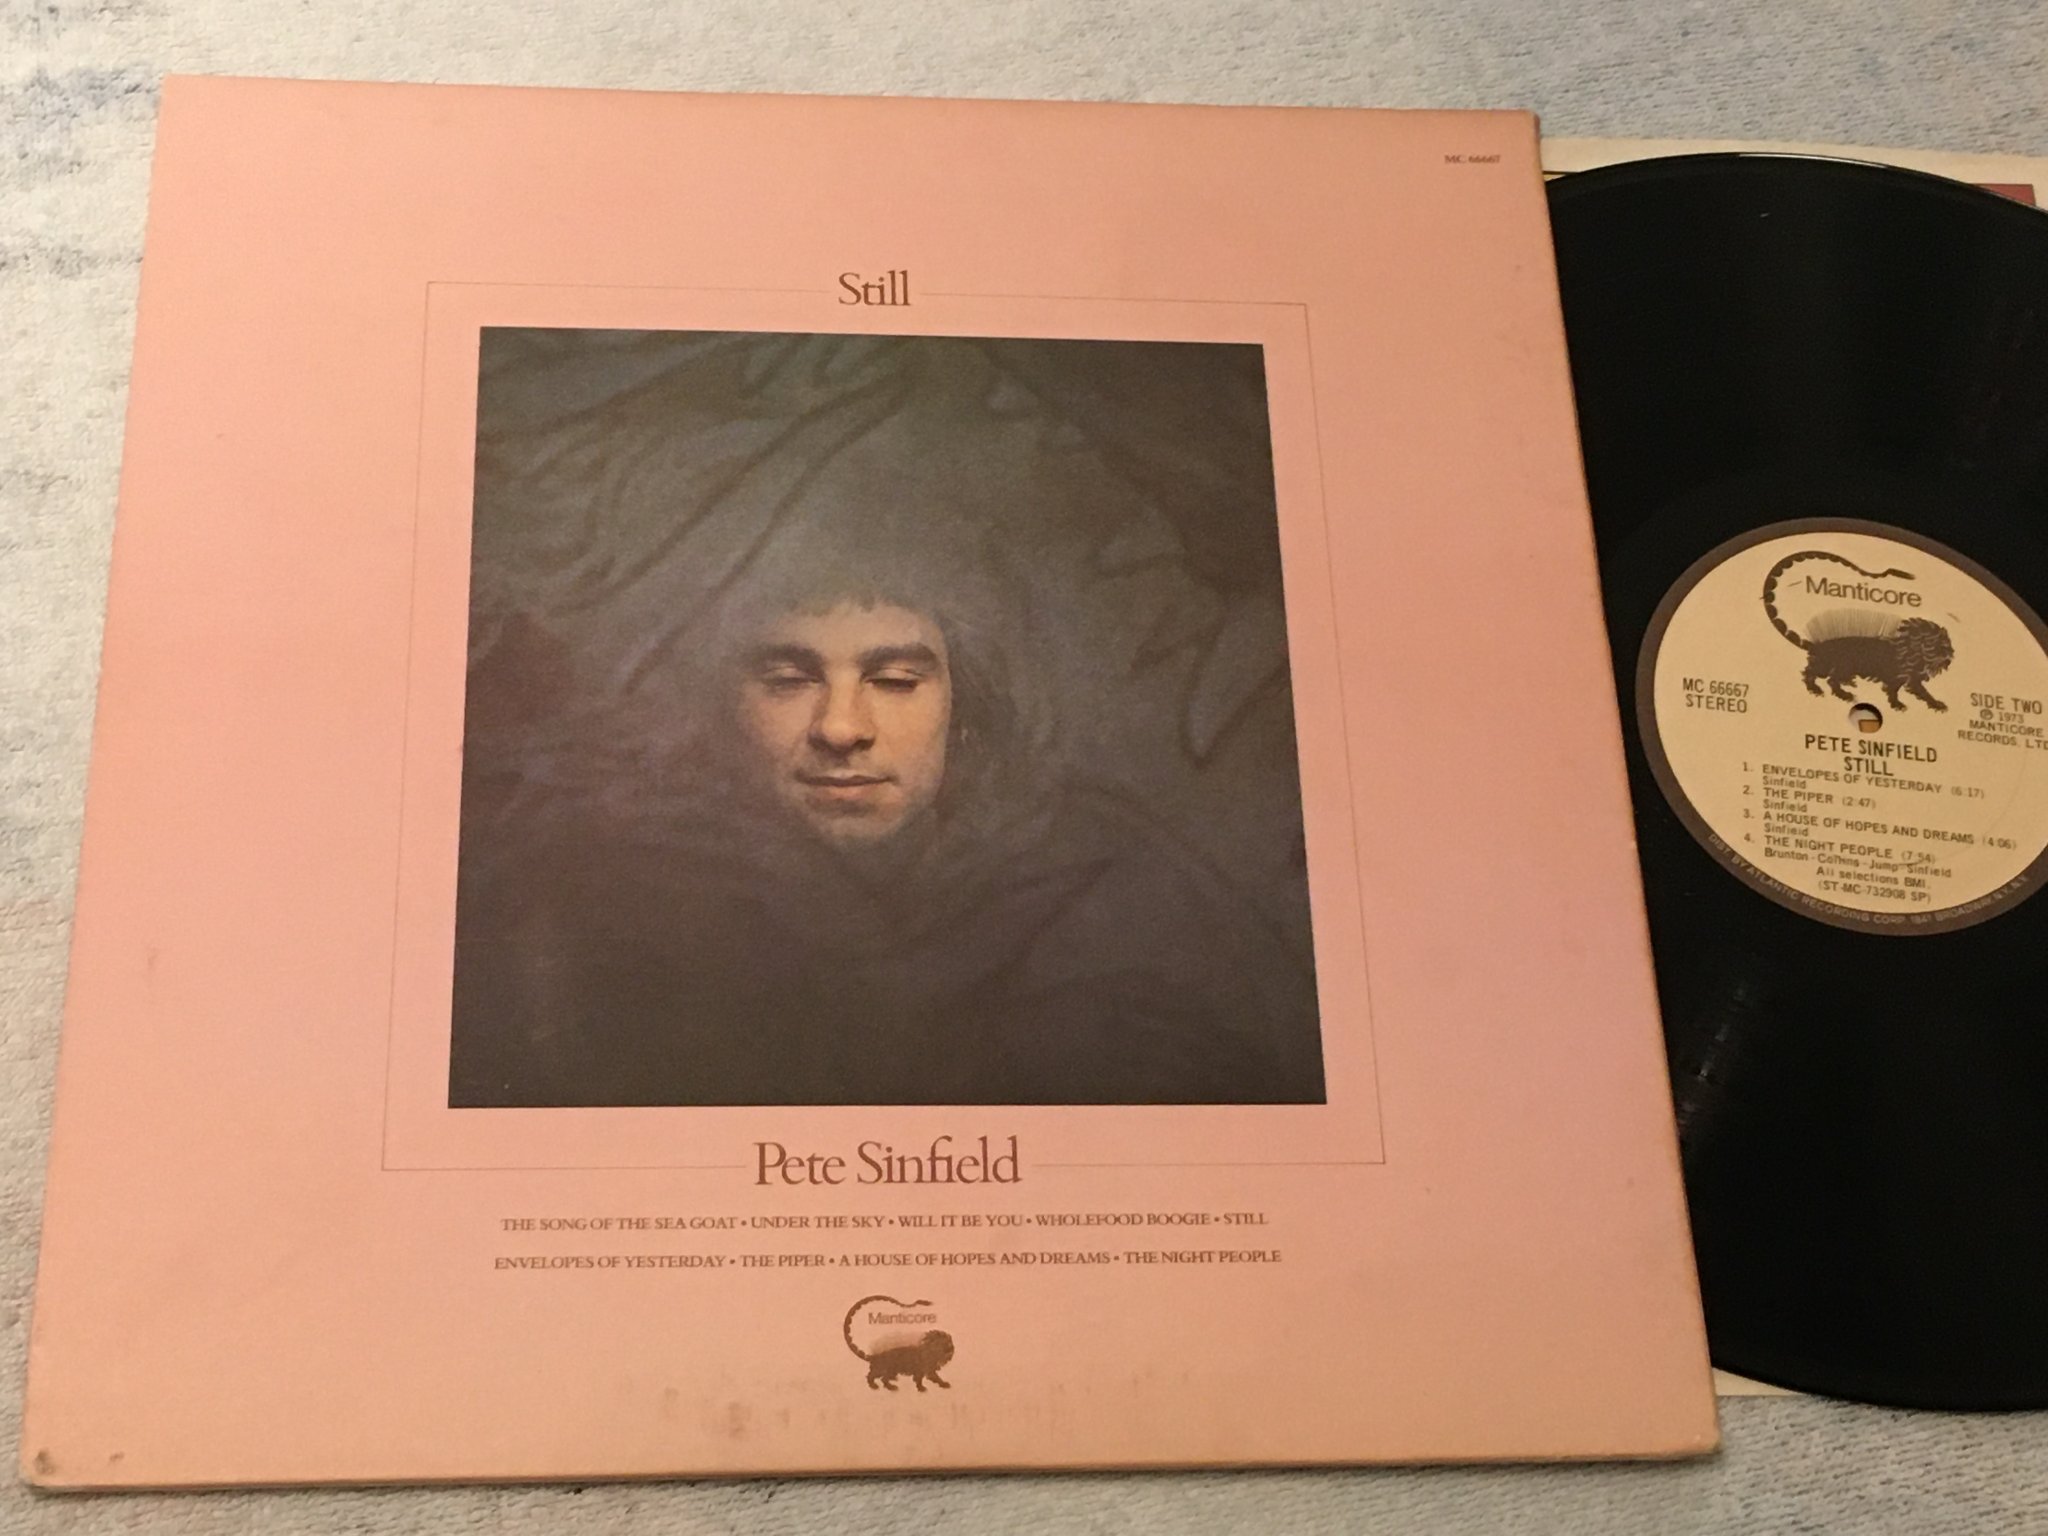 MC 66667
Still
Pete Sinfield
THE SONG OF THE SEA GOAT • UNDER THE SKY • WILL IT BE YOU • WHOLEFOOD BOOGIE • STILL
ENVELOPES OF YESTERDAY • THE PIPER • A HOUSE OF HOPES AND DREAMS • THE NIGHT PEOPLE
Manticore
Manticore
MC 66667
STEREO
SIDE TWO
℗ 1973
MANTICORE
RECORDS, LTD
PETE SINFIELD
STILL
1. ENVELOPES OF YESTERDAY (6:17)
Sinfield
2. THE PIPER (2:47)
Sinfield
3. A HOUSE OF HOPES AND DREAMS (4:06)
Sinfield
4. THE NIGHT PEOPLE (7:54)
Brunton-Collins-Jump-Sinfield
All selections BMI.
(ST-MC-732908 SP)
DIST. BY ATLANTIC RECORDING CORP. 1841 BROADWAY, N.Y. N.Y.